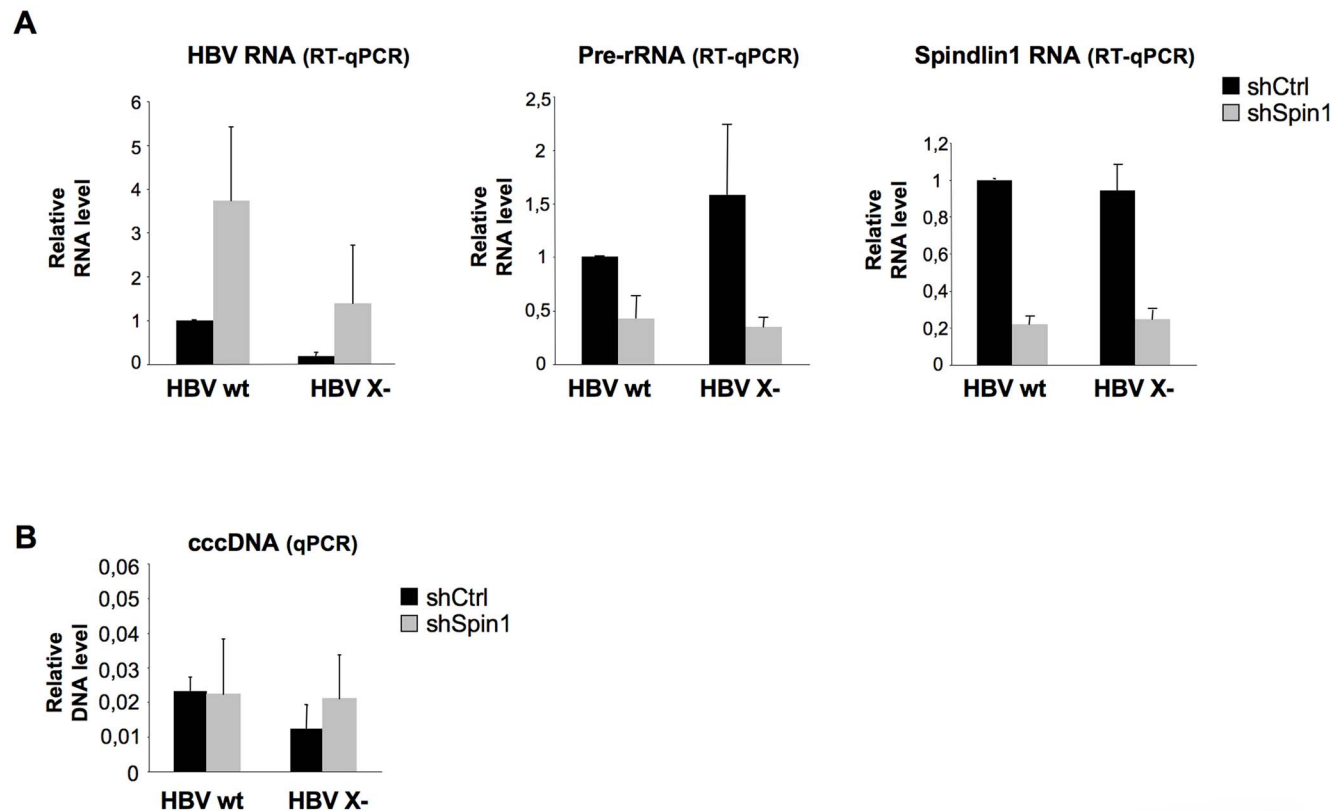 A
HBV RNA (RT-qPCR)
Relative
RNA level
6
5
4
3
2
1
0
HBV wt
HBV X-
Pre-rRNA (RT-qPCR)
Relative
RNA level
2,5
2
1,5
1
0,5
0
HBV wt
HBV X-
Spindlin1 RNA (RT-qPCR)
Relative
RNA level
1,2
1
0,8
0,6
0,4
0,2
0
HBV wt
HBV X-
shCtrl
shSpin1
B
cccDNA (qPCR)
Relative
DNA level
0,06
0,05
0,04
0,03
0,02
0,01
0
HBV wt
HBV X-
shCtrl
shSpin1